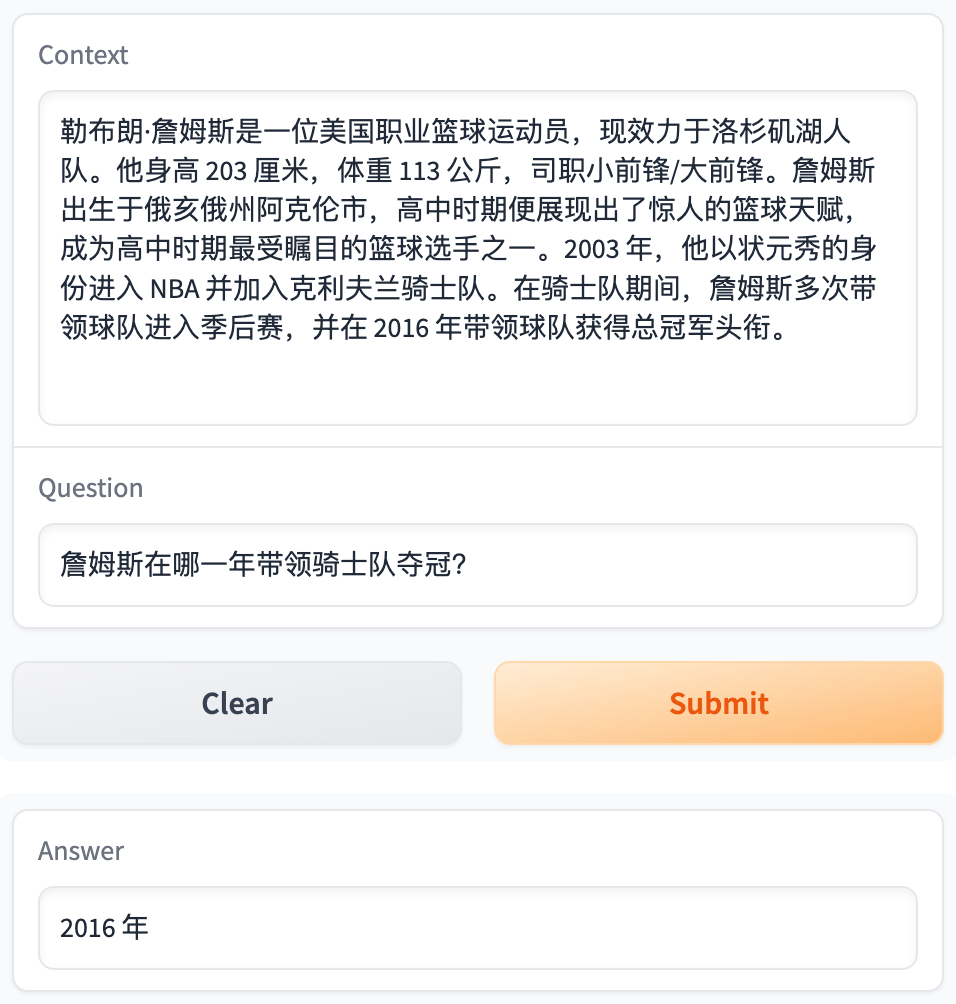 Context
勒布朗·詹姆斯是一位美国职业篮球运动员，现效力于洛杉矶湖人
队。他身高 203 厘米，体重 113 公斤，司职小前锋/大前锋。詹姆斯
出生于俄亥俄州阿克伦市，高中时期便展现出了惊人的篮球天赋，
成为高中时期最受瞩目的篮球选手之一。2003 年，他以状元秀的身
份进入 NBA 并加入克利夫兰骑士队。在骑士队期间，詹姆斯多次带
领球队进入季后赛，并在 2016 年带领球队获得总冠军头衔。
Question
詹姆斯在哪一年带领骑士队夺冠？
Clear
Submit
Answer
2016 年